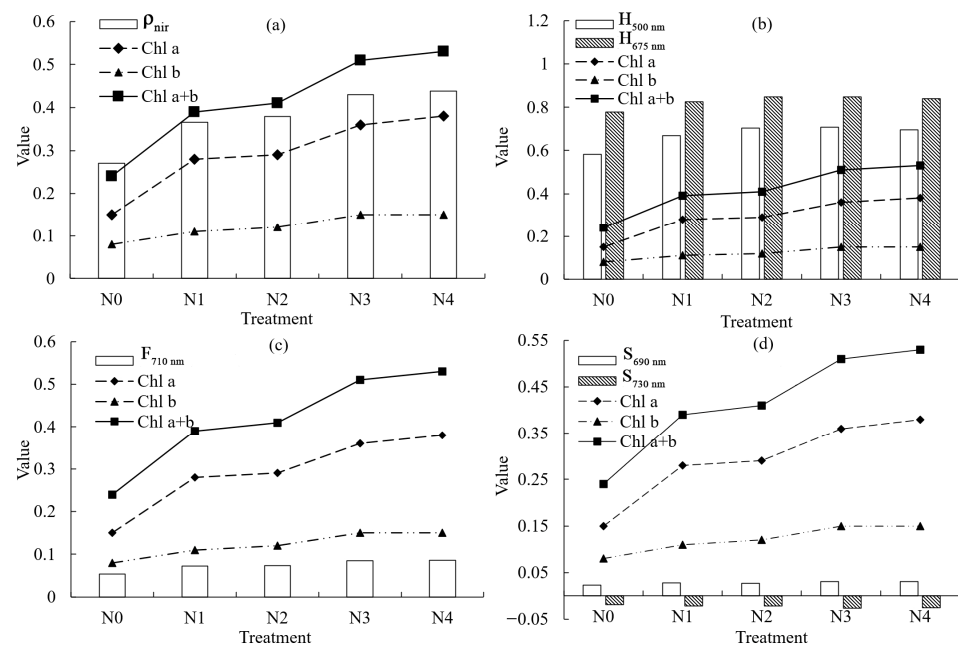 (a)
ρnir
Chl a
Chl b
Chl a+b
0.6
0.5
0.4
0.3
0.2
0.1
0
Value
N0 N1 N2 N3 N4
Treatment
(b)
H500 nm
H675 nm
Chl a
Chl b
Chl a+b
1.2
1
0.8
0.6
0.4
0.2
0
Value
N0 N1 N2 N3 N4
Treatment
(c)
F710 nm
Chl a
Chl b
Chl a+b
0.6
0.5
0.4
0.3
0.2
0.1
0
Value
N0 N1 N2 N3 N4
Treatment
(d)
S690 nm
S730 nm
Chl a
Chl b
Chl a+b
0.55
0.45
0.35
0.25
0.15
0.05
−0.05
Value
N0 N1 N2 N3 N4
Treatment